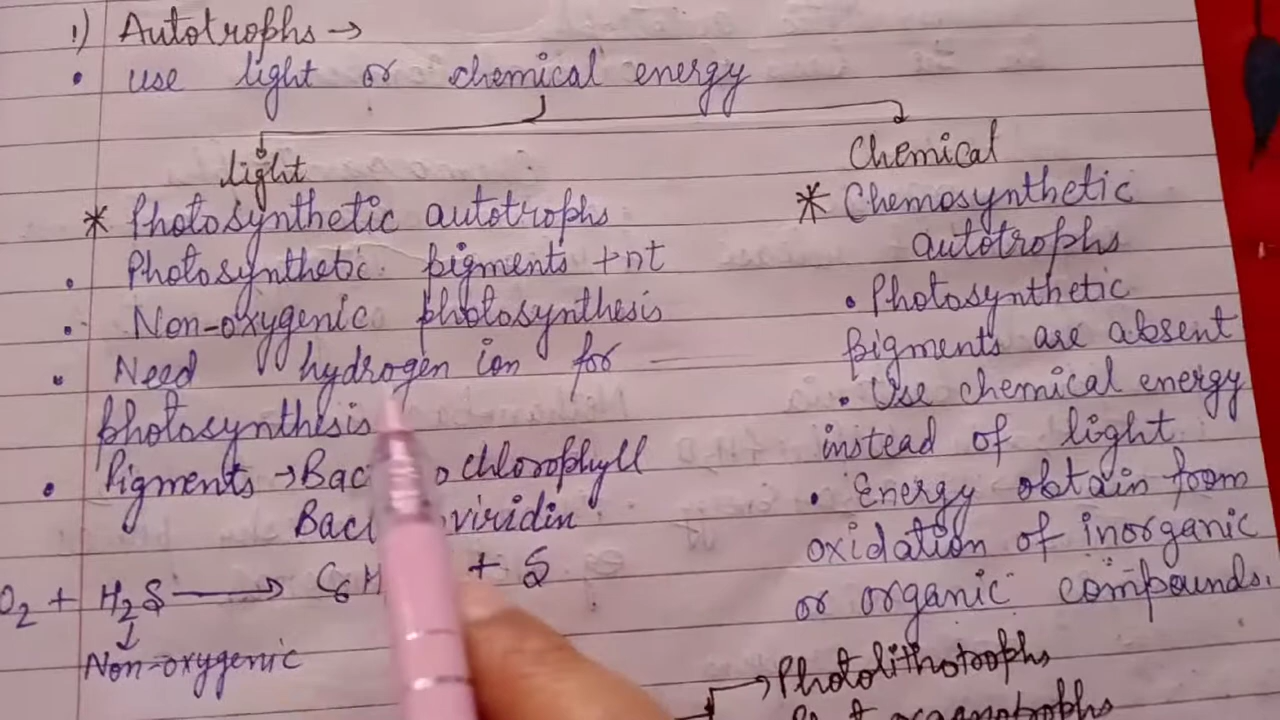 1) Autotrophs →
• use light or chemical energy
light
* Photosynthetic autotrophs
• Photosynthetic pigments +nt
• Non-oxygenic photosynthesis
• Need hydrogen ion for
photosynthesis
• Pigments → chlorophyll
viridin
O2 + H2S → C6H + S
↓
Non-oxygenic
Chemical
* Chemosynthetic
autotrophs
• Photosynthetic
pigments are absent
• Use chemical energy
instead of light
• Energy obtain from
oxidation of inorganic
or organic compounds.
→ Photolithotrophs